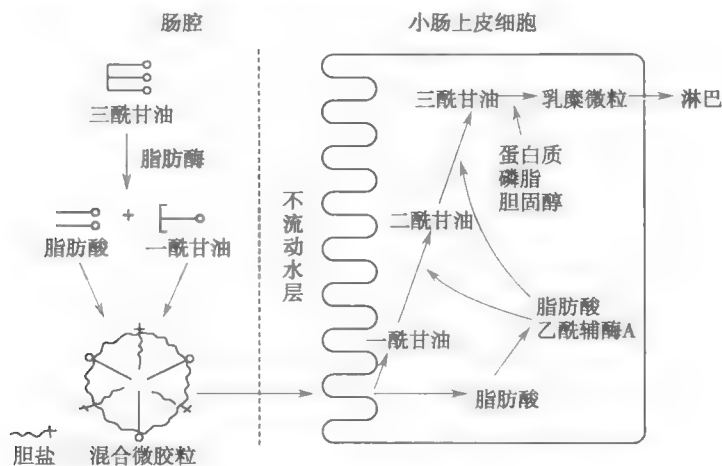 肠腔
小肠上皮细胞
三酰甘油
脂肪酶
+
脂肪酸
一酰甘油
胆盐
混合微胶粒
不流动水层
三酰甘油
乳糜微粒
淋巴
蛋白质
磷脂
胆固醇
二酰甘油
脂肪酸
乙酰辅酶A
一酰甘油
脂肪酸